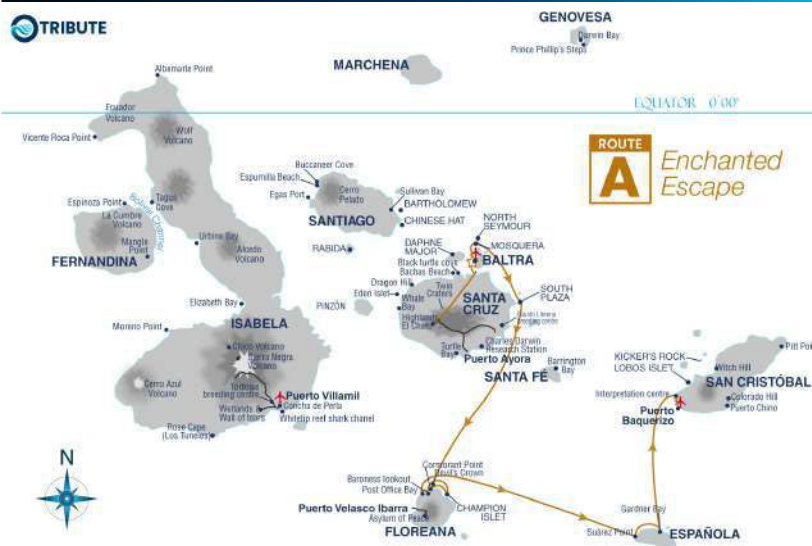 TRIBUTE
GENOVESA
Darwin Bay
Prince Phillip's Steps
MARCHENA
Albemarle Point
EQUATOR 0°00'
Ecuador
Volcano
Vicente Roca Point
Wolf
Volcano
ROUTE
A
Enchanted
Escape
Buccaneer Cove
Espumilla Beach
Egas Port
Cerro
Pelado
Sullivan Bay
BARTHOLOMEW
SANTIAGO
CHINESE HAT
Espinoza Point
Tagus
Cove
Bolivar Channel
La Cumbre
Volcano
Mangle
Point
FERNANDINA
Urbina Bay
Alcedo
Volcano
RABIDA
NORTH
SEYMOUR
MOSQUERA
DAPHNE
MAJOR
BALTRA
Black turtle cove
Bachas Beach
Dragon Hill
Eden Islet
Whale
Bay
Twin
Craters
SANTA
CRUZ
SOUTH
PLAZA
Highlands
El Chato
PINZÓN
Charles Darwin
Research Station
Turtle
Bay
Puerto Ayora
Barrington
Bay
SANTA FÉ
Elizabeth Bay
Moreno Point
ISABELA
Chico Volcano
Sierra Negra
Volcano
Cerro Azul
Volcano
Tortoise
breeding centre
Puerto Villamil
Concha de Perla
Wetlands &
Wall of tears
Whitetip reef shark chanel
Rose Cape
(Los Tuneles)
KICKER'S ROCK
LOBOS ISLET
Pitt Poi
Witch Hill
SAN CRISTÓBAL
Interpretation centre
Colorado Hill
Puerto Chino
Puerto
Baquerizo
N
Cormorant Point
Devil's Crown
Baroness lookout
Post Office Bay
Puerto Velasco Ibarra
Asylum of Peace
CHAMPION
ISLET
FLOREANA
Gardner Bay
Suárez Point
ESPAÑOLA